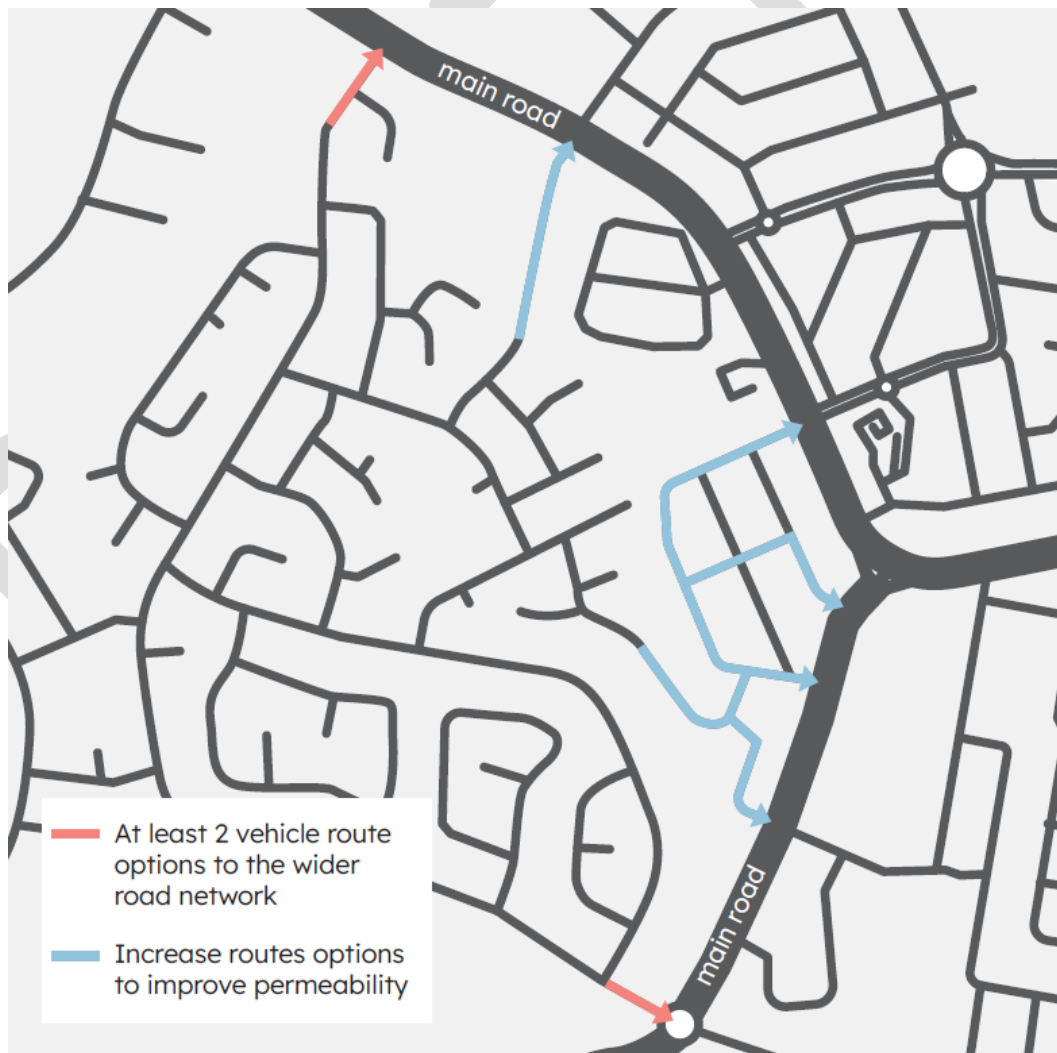 main road
main road
At least 2 vehicle route
options to the wider
road network
Increase routes options
to improve permeability